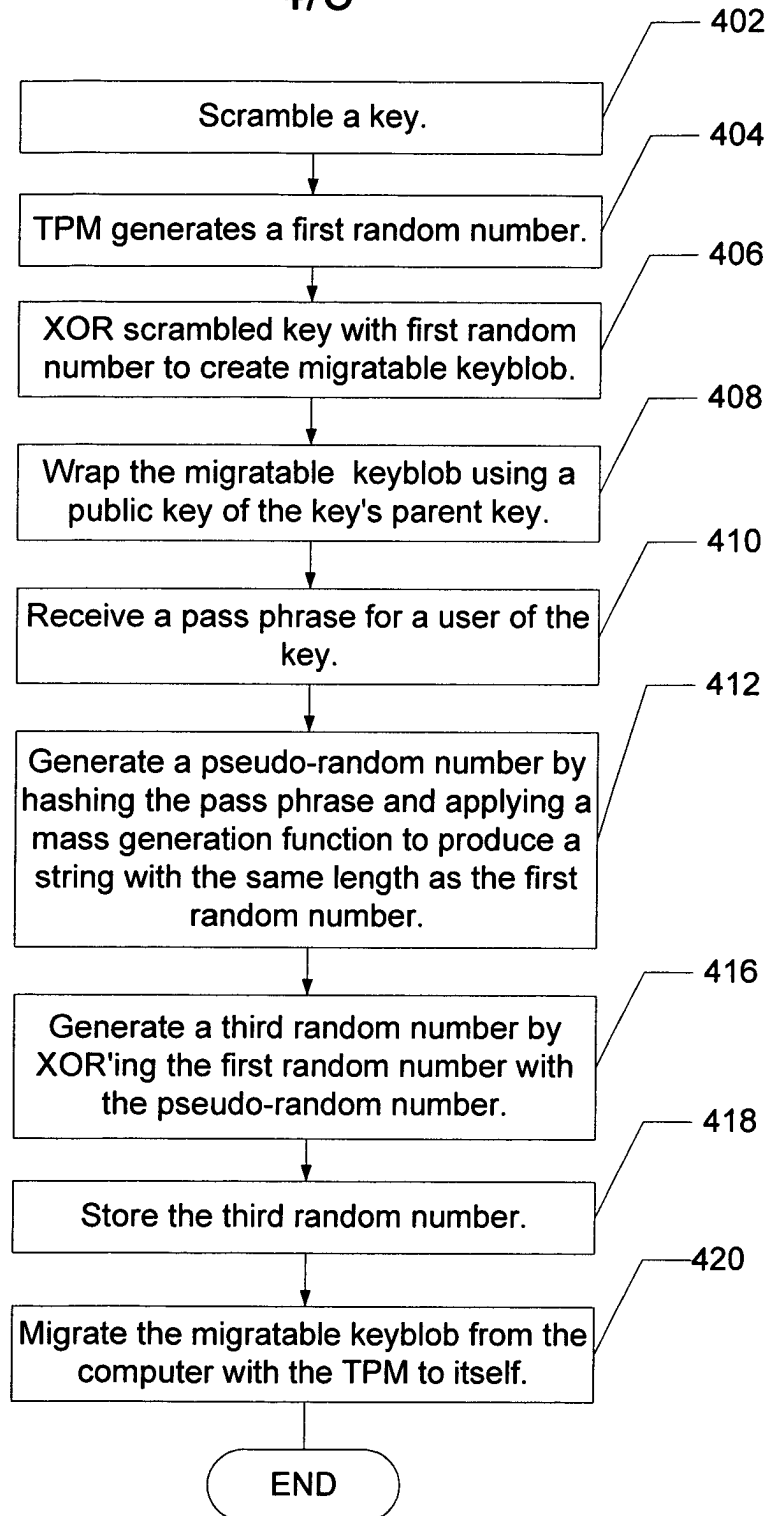 402
Scramble a key.
404
TPM generates a first random number.
406
XOR scrambled key with first random
number to create migratable keyblob.
408
Wrap the migratable keyblob using a
public key of the key's parent key.
410
Receive a pass phrase for a user of the
key.
412
Generate a pseudo-random number by
hashing the pass phrase and applying a
mass generation function to produce a
string with the same length as the first
random number.
416
Generate a third random number by
XOR'ing the first random number with
the pseudo-random number.
418
Store the third random number.
420
Migrate the migratable keyblob from the
computer with the TPM to itself.
END